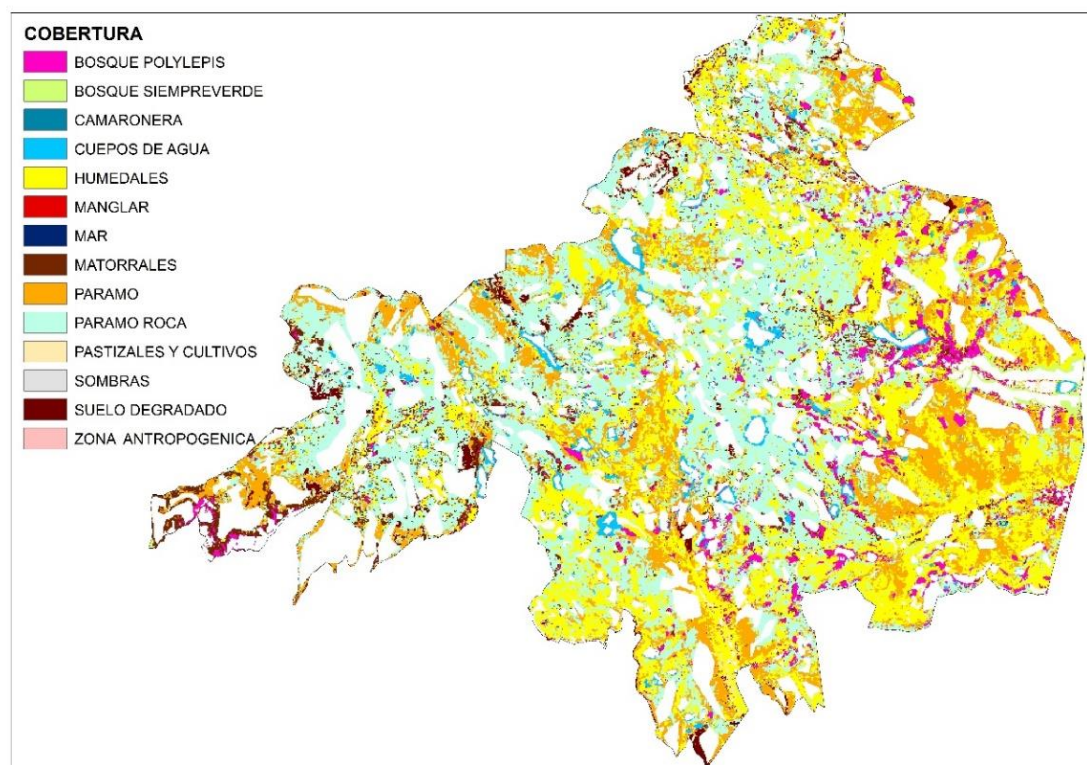 COBERTURA
BOSQUE POLYLEPIS
BOSQUE SIEMPREVERDE
CAMARONERA
CUEPOS DE AGUA
HUMEDALES
MANGLAR
MAR
MATORRALES
PARAMO
PARAMO ROCA
PASTIZALES Y CULTIVOS
SOMBRAS
SUELO DEGRADADO
ZONA ANTROPOGENICA